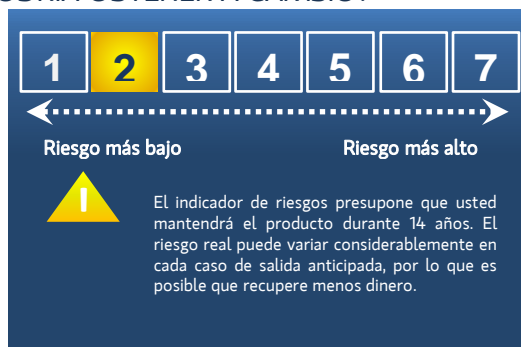 1 2 3 4 5 6 7
Riesgo más bajo Riesgo más alto
El indicador de riesgos presupone que usted
mantendrá el producto durante 14 años. El
riesgo real puede variar considerablemente en
cada caso de salida anticipada, por lo que es
posible que recupere menos dinero.